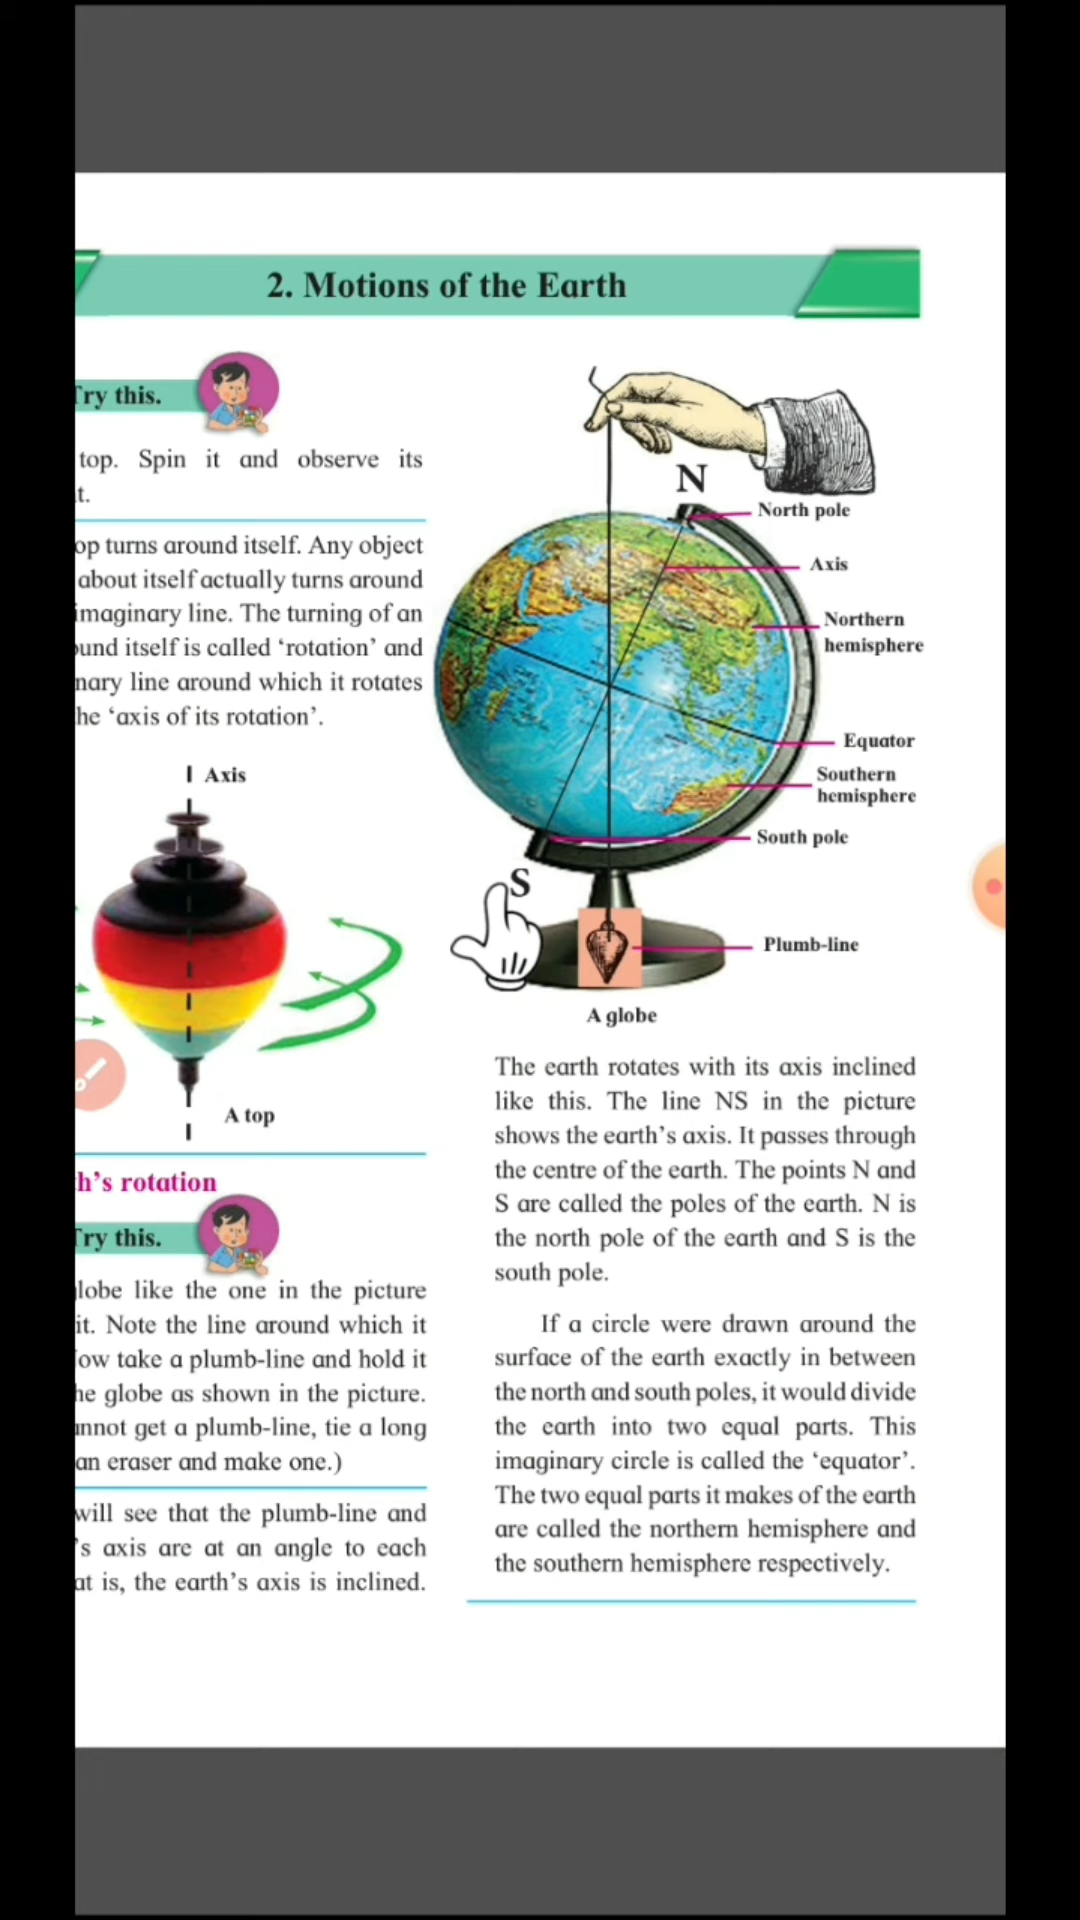 2. Motions of the Earth
Try this.
top. Spin it and observe its
t.
op turns around itself. Any object
about itself actually turns around
imaginary line. The turning of an
ound itself is called ‘rotation’ and
nary line around which it rotates
he ‘axis of its rotation’.
Axis
A top
h’s rotation
Try this.
lobe like the one in the picture
it. Note the line around which it
ow take a plumb-line and hold it
he globe as shown in the picture.
annot get a plumb-line, tie a long
an eraser and make one.)
will see that the plumb-line and
’s axis are at an angle to each
at is, the earth’s axis is inclined.
N
North pole
Axis
Northern
hemisphere
Equator
Southern
hemisphere
South pole
S
Plumb-line
A globe
The earth rotates with its axis inclined
like this. The line NS in the picture
shows the earth’s axis. It passes through
the centre of the earth. The points N and
S are called the poles of the earth. N is
the north pole of the earth and S is the
south pole.
If a circle were drawn around the
surface of the earth exactly in between
the north and south poles, it would divide
the earth into two equal parts. This
imaginary circle is called the ‘equator’.
The two equal parts it makes of the earth
are called the northern hemisphere and
the southern hemisphere respectively.